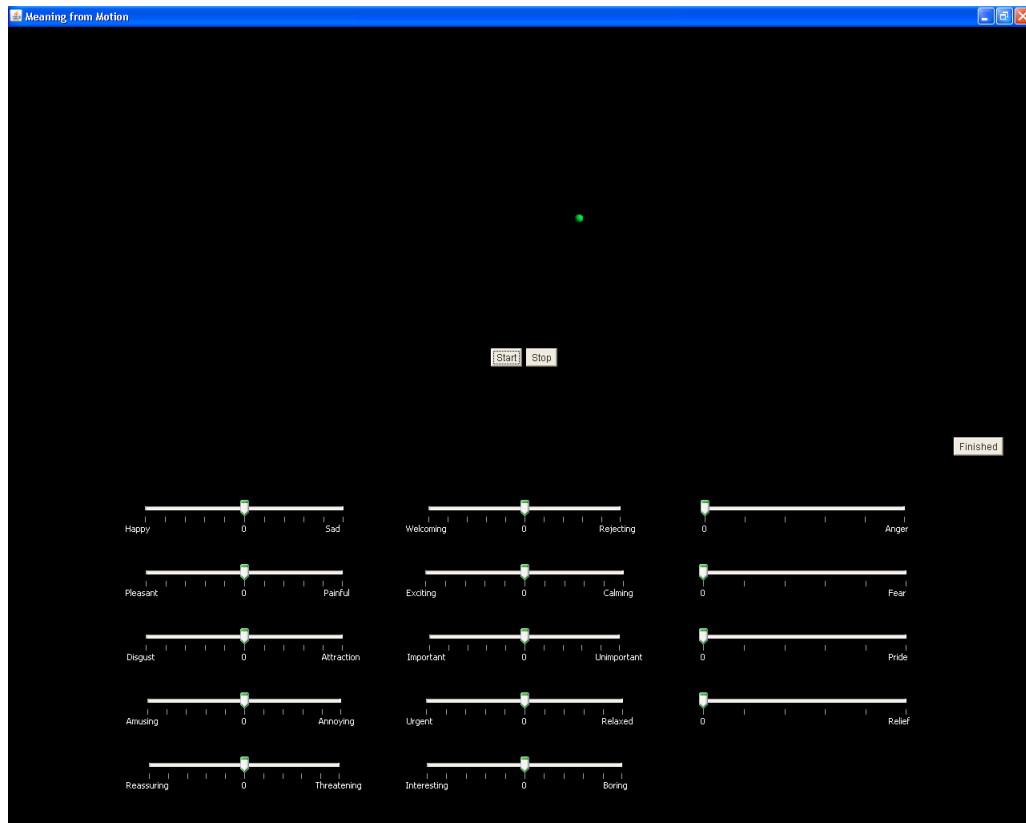 Meaning from Motion
Start Stop
Finished
Happy 0 Sad Welcoming 0 Rejecting 0 Anger
Pleasant 0 Painful Exciting 0 Calming 0 Fear
Disgust 0 Attraction Important 0 Unimportant 0 Pride
Amusing 0 Annoying Urgent 0 Relaxed 0 Relief
Reassuring 0 Threatening Interesting 0 Boring